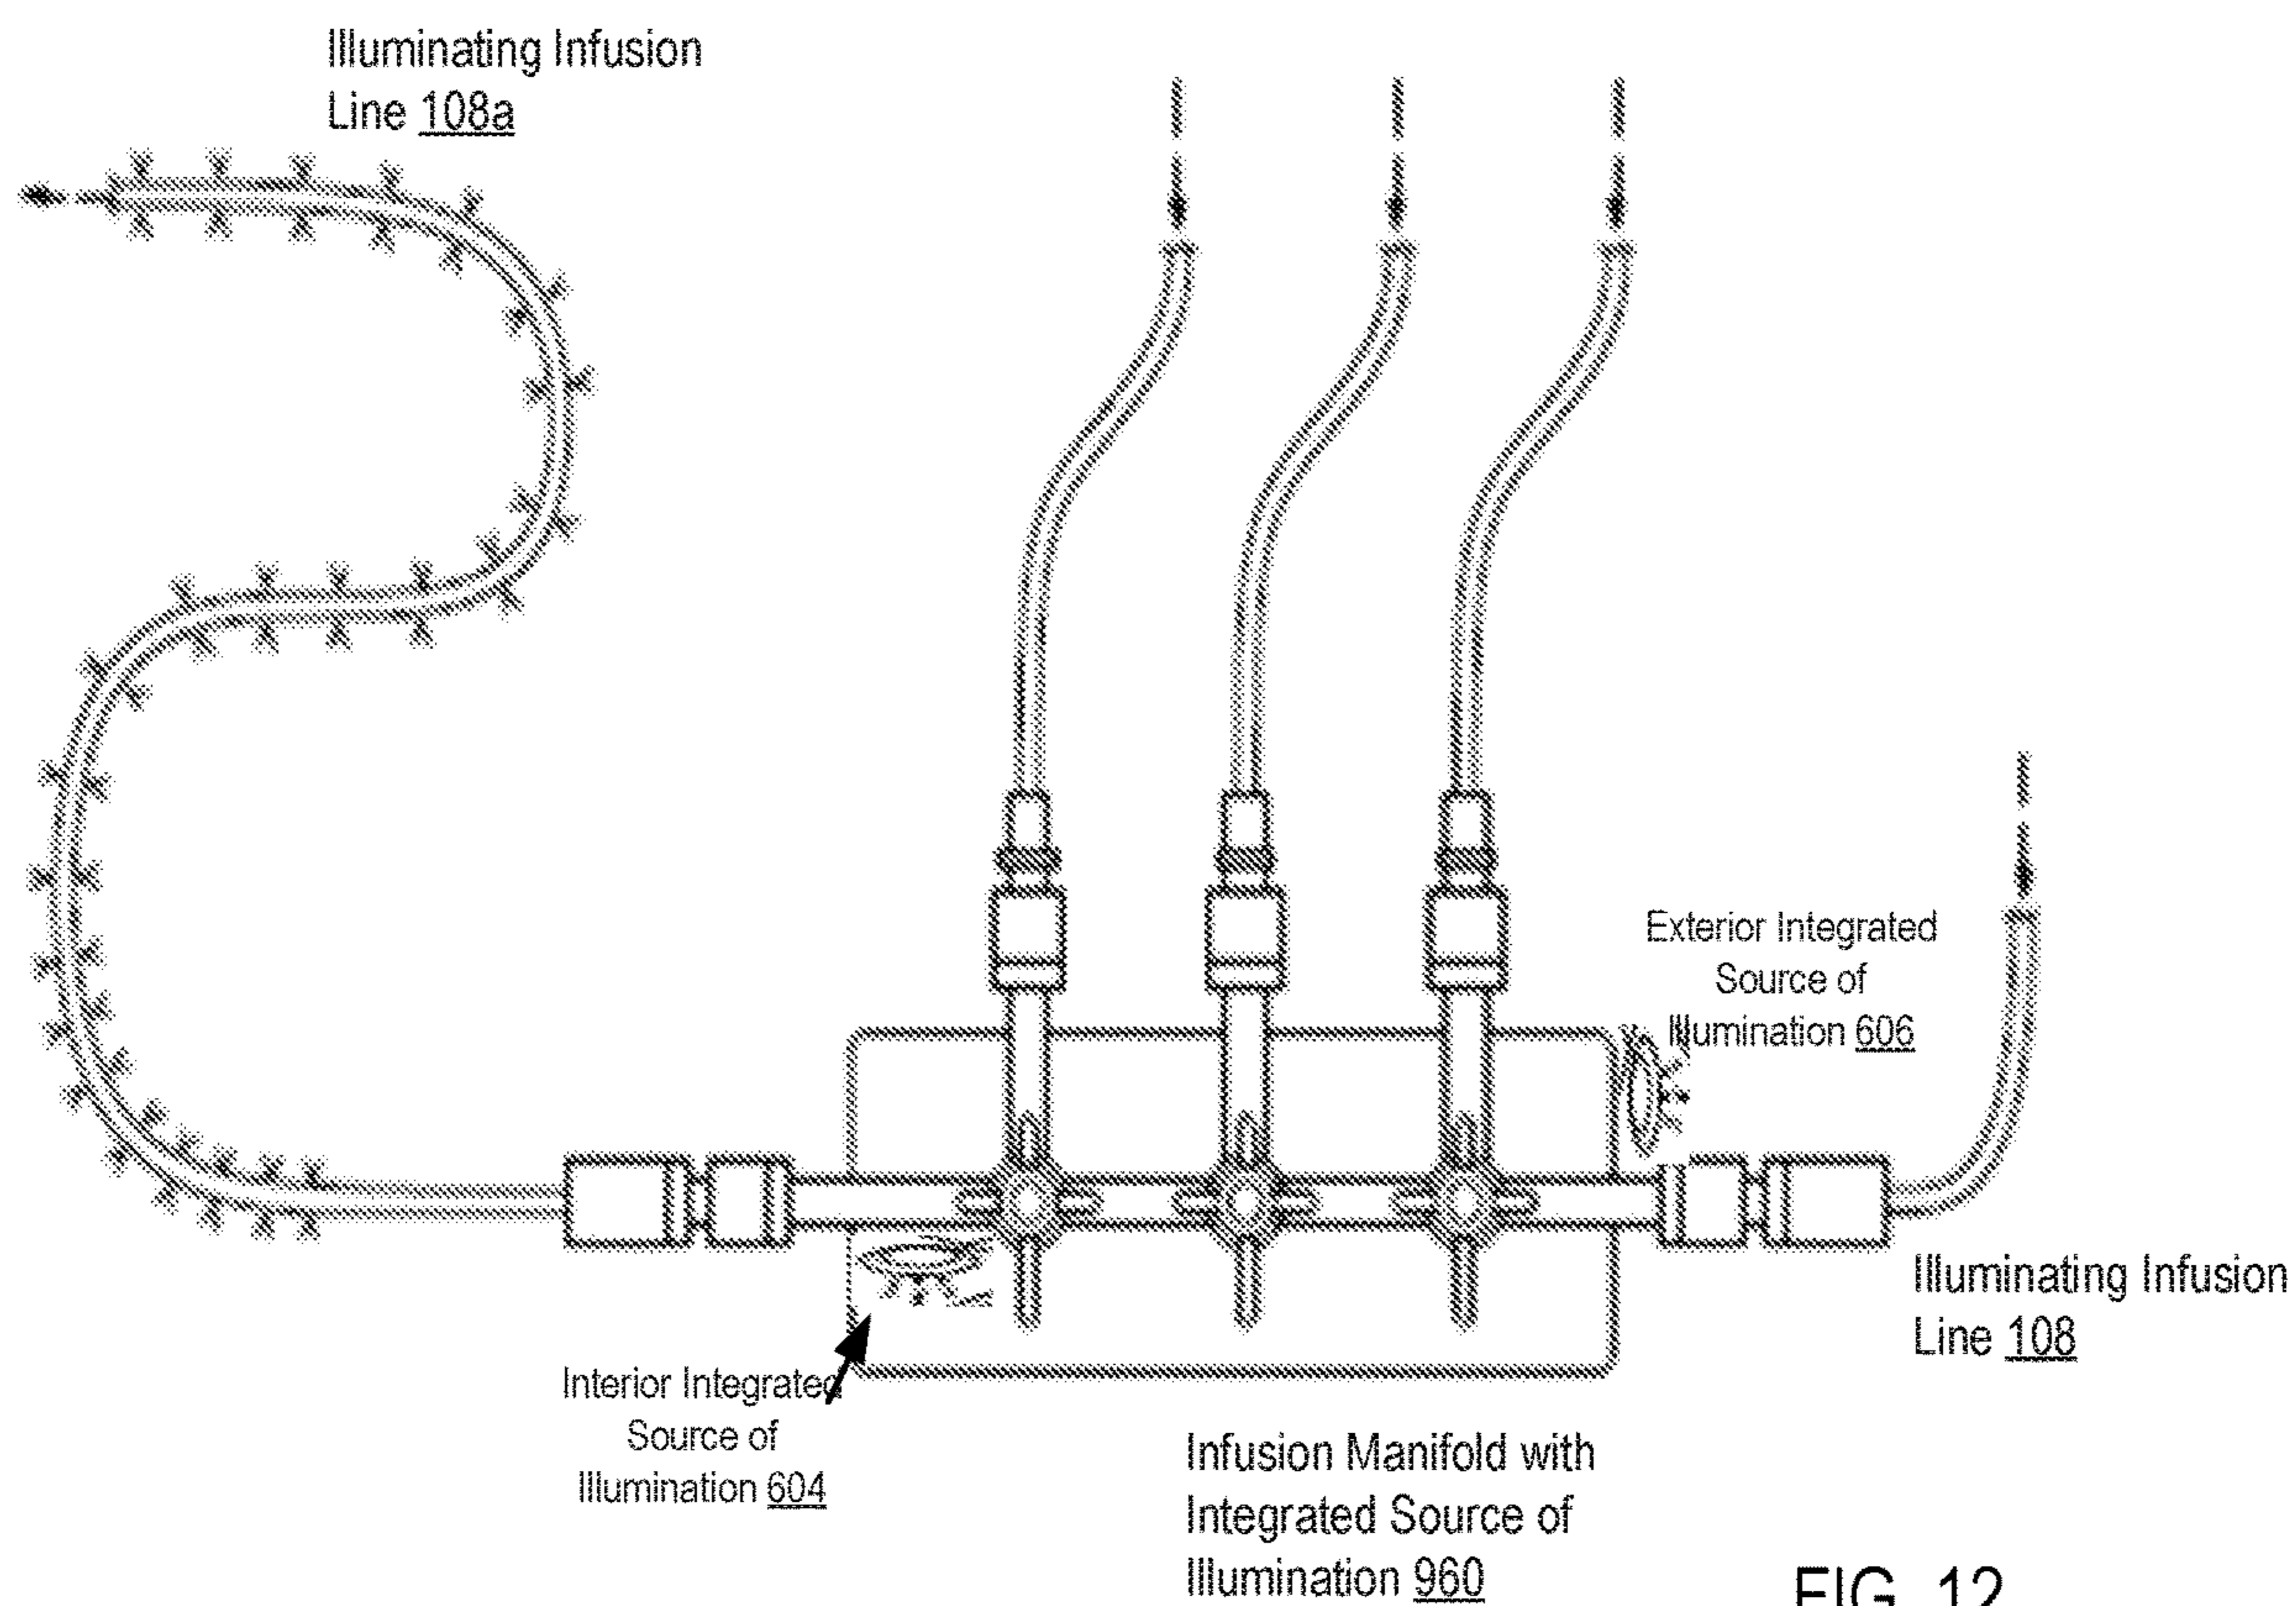 Illuminating Infusion
Line 108a
Exterior Integrated
Source of
Illumination 606
Illuminating Infusion
Line 108
Interior Integrated
Source of
Illumination 604
Infusion Manifold with
Integrated Source of
Illumination 960
FIG. 12